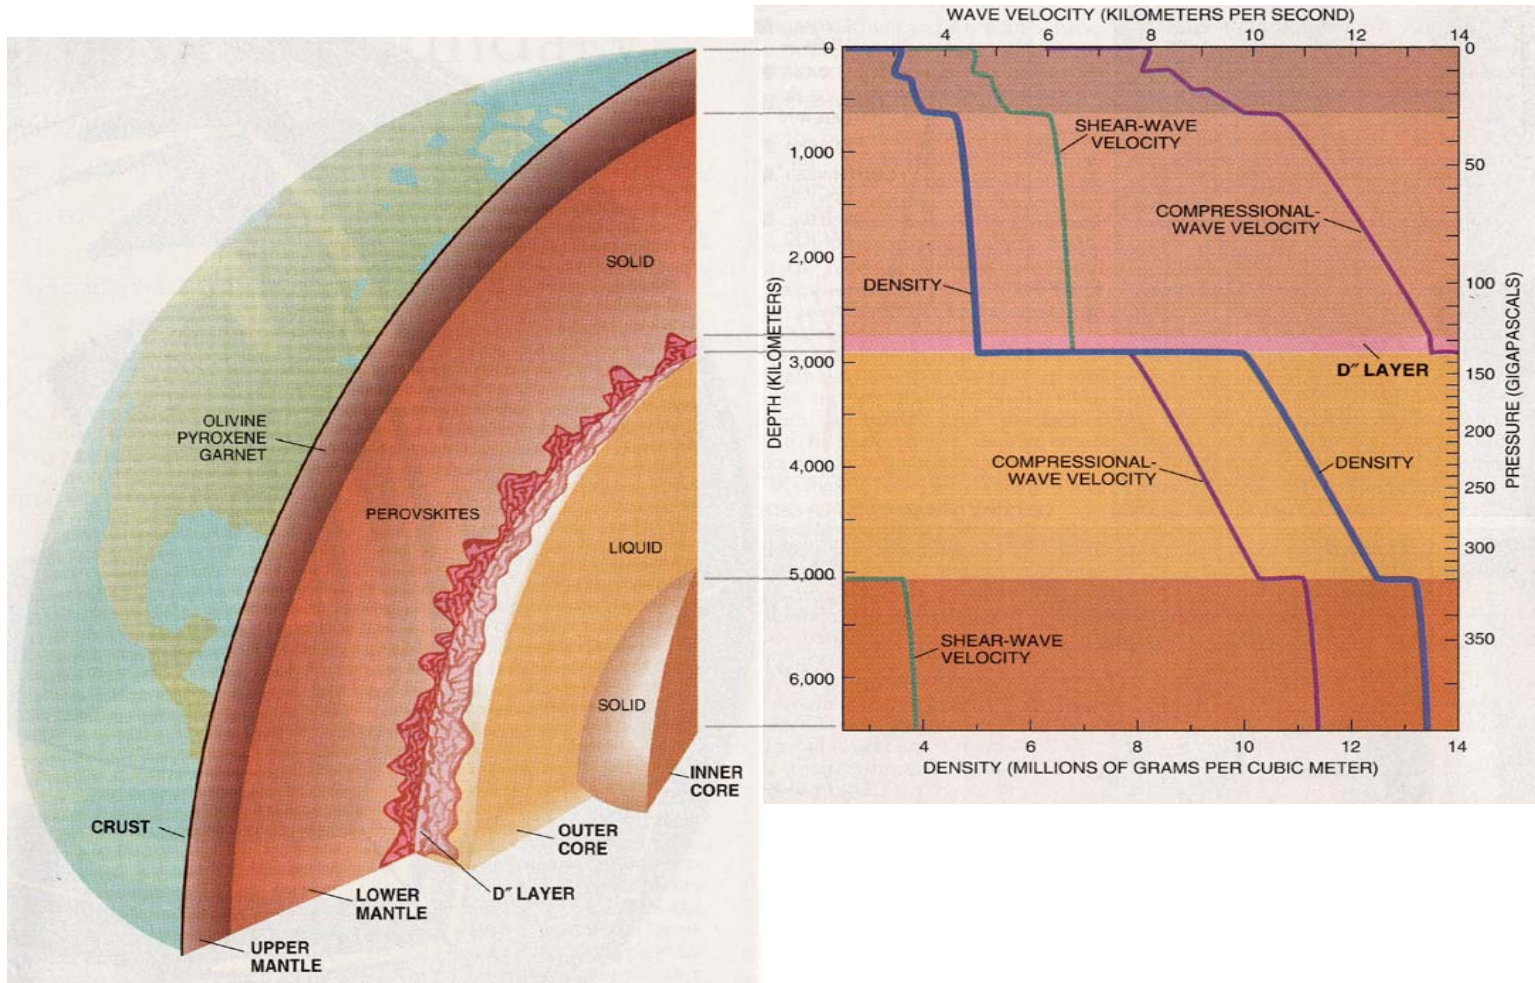 SOLID
OLIVINE
PYROXENE
GARNET
PEROVSKITES
LIQUID
SOLID
INNER
CORE
CRUST
OUTER
CORE
D″ LAYER
LOWER
MANTLE
UPPER
MANTLE
WAVE VELOCITY (KILOMETERS PER SECOND)
4 6 8 10 12 14
0
1,000
2,000
3,000
4,000
5,000
6,000
DEPTH (KILOMETERS)
SHEAR-WAVE
VELOCITY
COMPRESSIONAL-
WAVE VELOCITY
DENSITY
D″ LAYER
COMPRESSIONAL-
WAVE VELOCITY
DENSITY
SHEAR-WAVE
VELOCITY
0
50
100
150
200
250
300
350
PRESSURE (GIGAPASCALS)
4 6 8 10 12 14
DENSITY (MILLIONS OF GRAMS PER CUBIC METER)